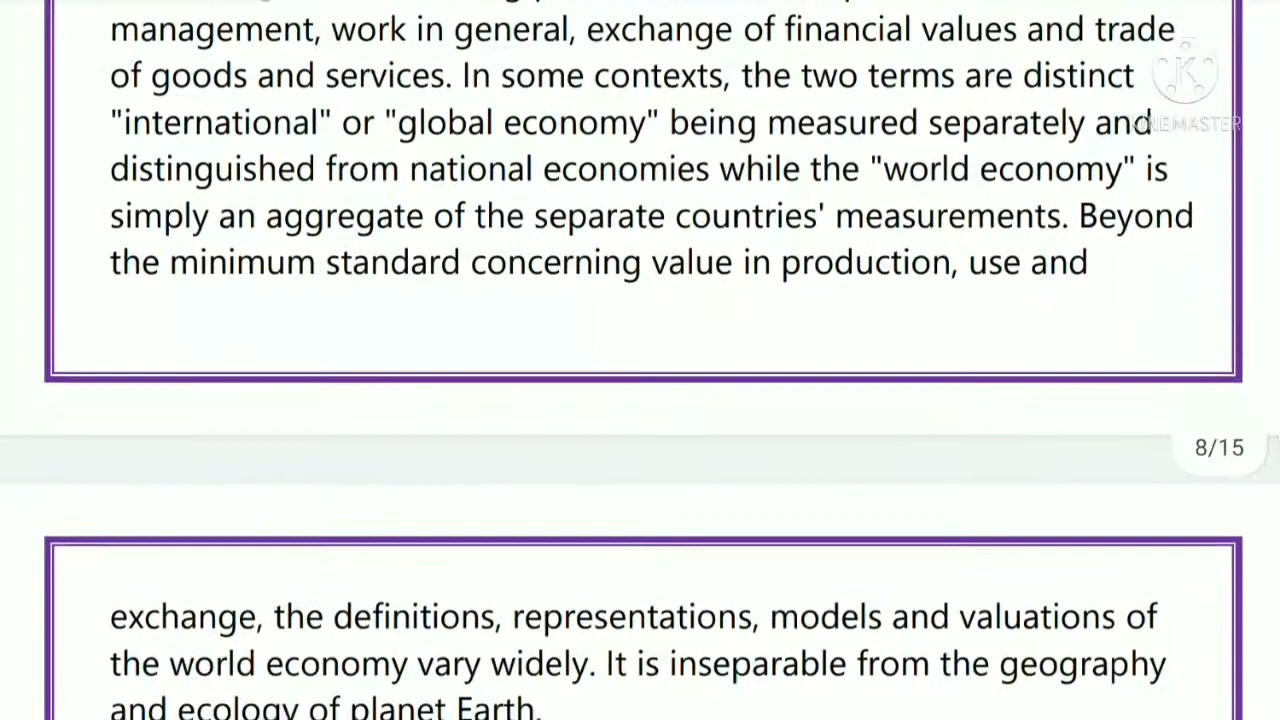 management, work in general, exchange of financial values and trade
of goods and services. In some contexts, the two terms are distinct
"international" or "global economy" being measured separately and
KINEMASTER
distinguished from national economies while the "world economy" is
simply an aggregate of the separate countries' measurements. Beyond
the minimum standard concerning value in production, use and
8/15
exchange, the definitions, representations, models and valuations of
the world economy vary widely. It is inseparable from the geography
and ecology of planet Earth.